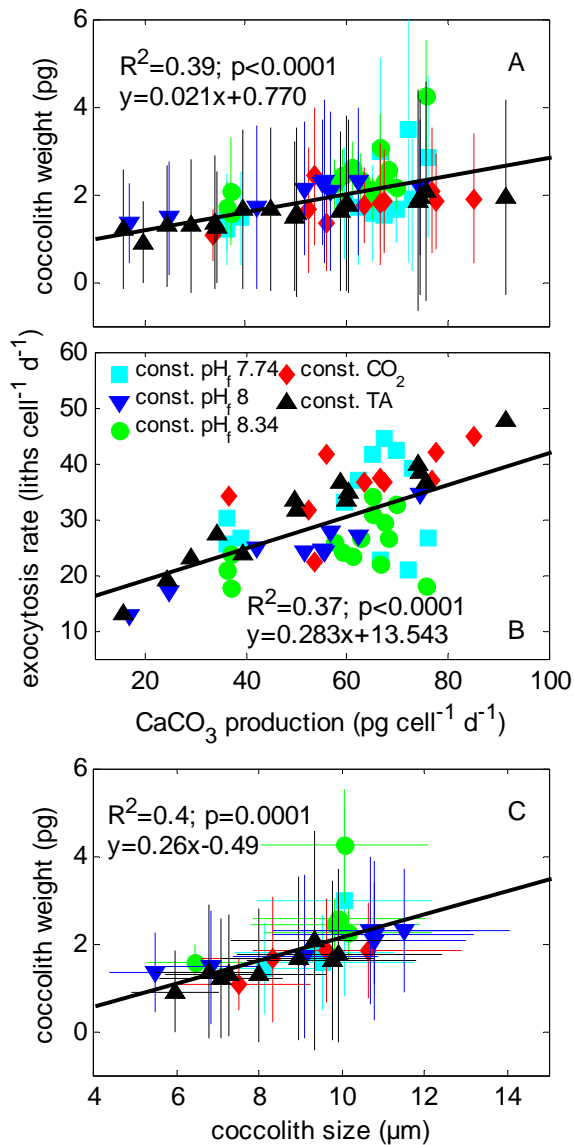 6
R²=0.39; p<0.0001
A
y=0.021x+0.770
4
2
0
coccolith weight (pg)
60
const. pH_f 7.74
const. CO₂
50
const. pH_f 8
const. TA
const. pH_f 8.34
40
30
20
R²=0.37; p<0.0001
10
y=0.283x+13.543
B
exocytosis rate (liths cell⁻¹ d⁻¹)
20 40 60 80 100
CaCO₃ production (pg cell⁻¹ d⁻¹)
6
R²=0.4; p=0.0001
C
y=0.26x-0.49
4
2
0
coccolith weight (pg)
4 6 8 10 12 14
coccolith size (µm)